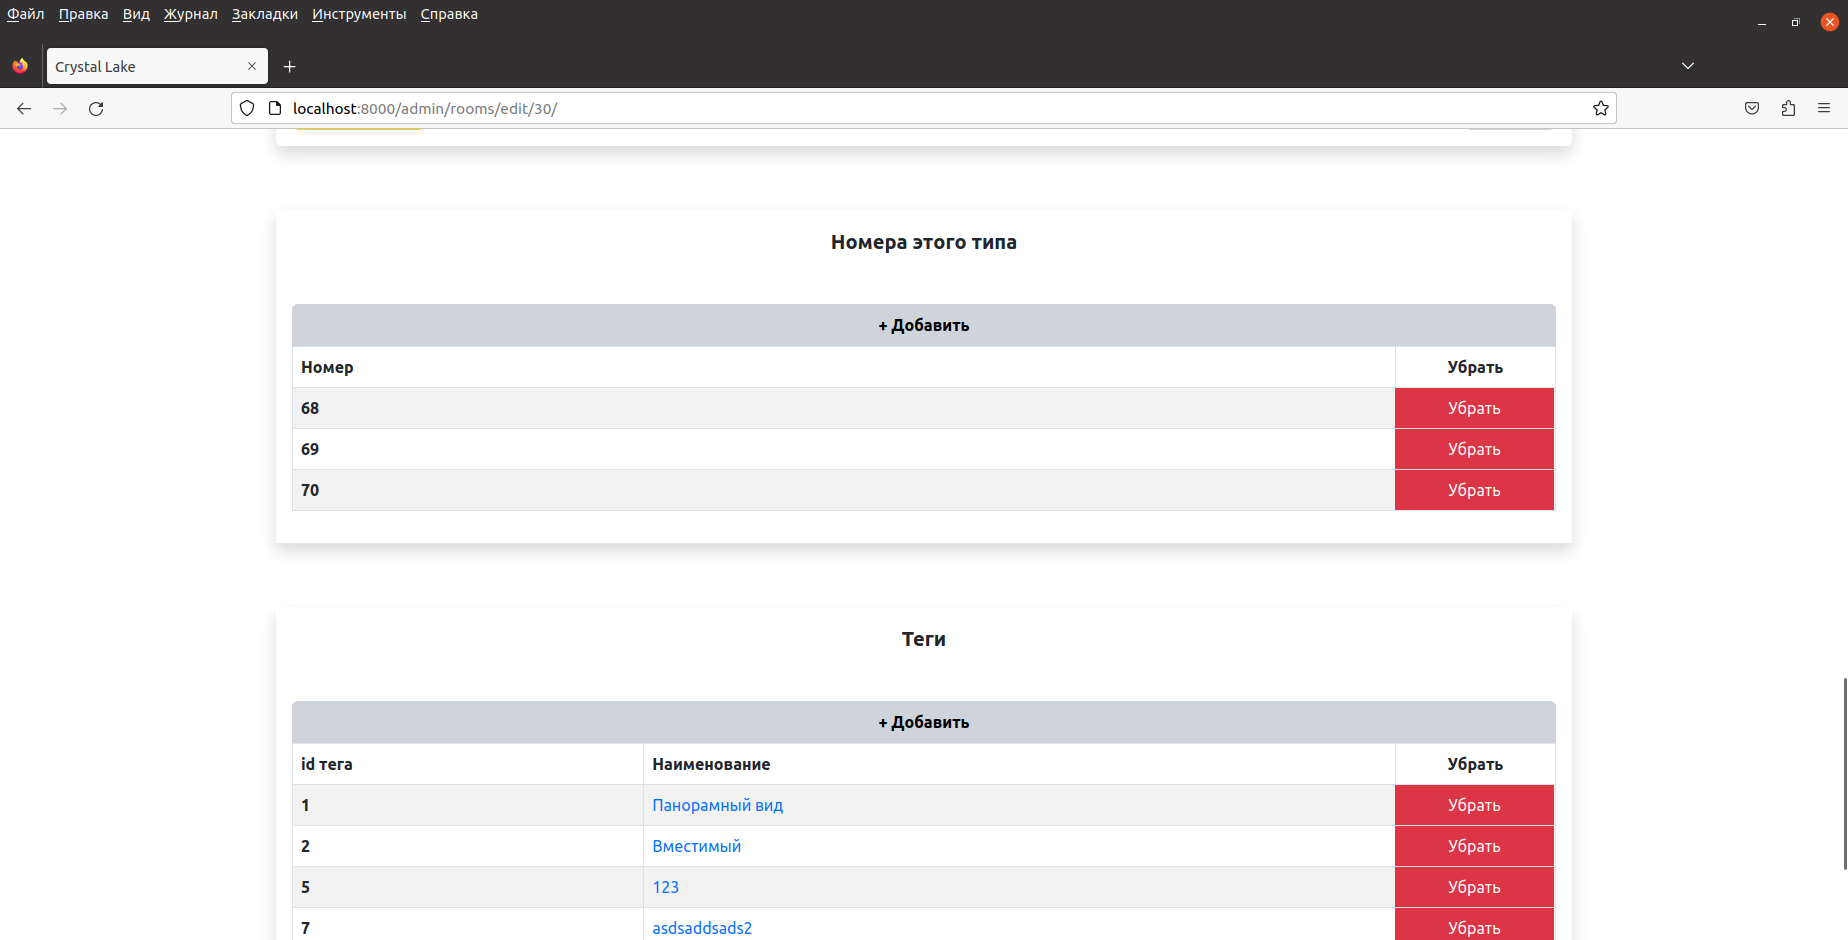 Файл Правка Вид Журнал Закладки Инструменты Справка
Crystal Lake
localhost:8000/admin/rooms/edit/30/
Номера этого типа
+ Добавить
Номер Убрать
68 Убрать
69 Убрать
70 Убрать
Теги
+ Добавить
id тега Наименование Убрать
1 Панорамный вид Убрать
2 Вместимый Убрать
5 123 Убрать
7 asdsaddsads2 Убрать